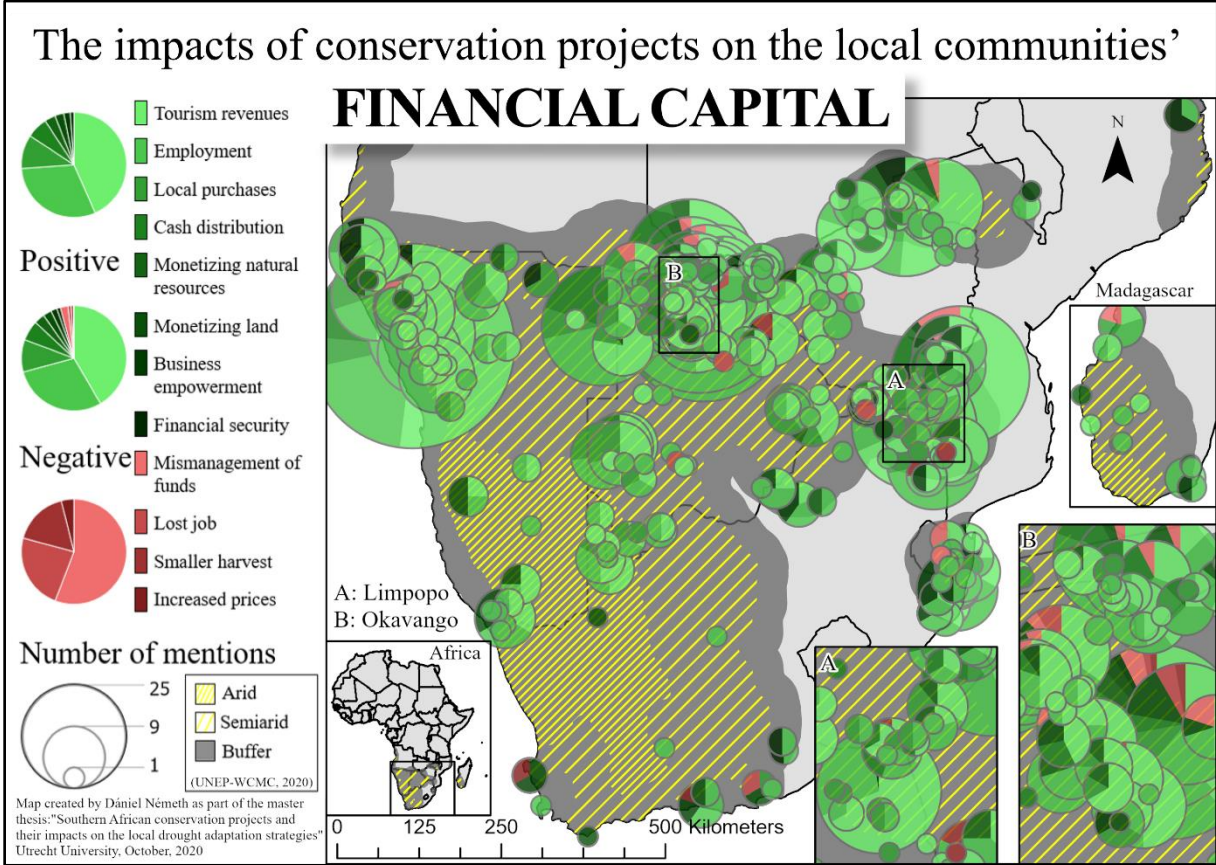 The impacts of conservation projects on the local communities'
FINANCIAL CAPITAL
Tourism revenues
Employment
Local purchases
Cash distribution
Positive
Monetizing natural
resources
Monetizing land
Business
empowerment
Financial security
Negative
Mismanagement of
funds
Lost job
Smaller harvest
Increased prices
Number of mentions
25
9
1
Arid
Semiarid
Buffer
(UNEP-WCMC, 2020)
Map created by Dániel Németh as part of the master
thesis:"Southern African conservation projects and
their impacts on the local drought adaptation strategies"
Utrecht University, October, 2020
N
B
A
Madagascar
A: Limpopo
B: Okavango
Africa
A
B
0 125 250 500 Kilometers